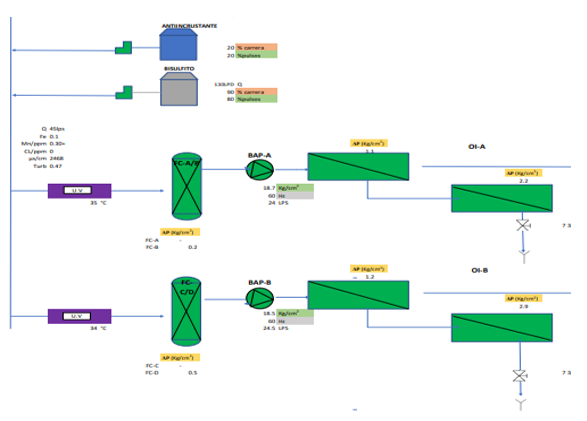 ANTIINCRUSTANTE
20 % carrera
20 %pulsos
BISULFITO
130LPD Q
90 % carrera
80 %pulsos
Q 45lps
Fe 0.1
Mn/ppm 0.30<
CL/ppm 0
µs/cm 2468
Turb 0.47
U.V
35 °C
FC-A/B
ΔP (Kg/cm²)
FC-A -
FC-B 0.2
BAP-A
18.7 Kg/cm²
60 Hz
24 LPS
ΔP (Kg/cm²)
1.1
OI-A
ΔP (Kg/cm²)
2.2
7 3
U.V
34 °C
FC-C/D
ΔP (Kg/cm²)
FC-C -
FC-D 0.5
BAP-B
18.5 Kg/cm²
60 Hz
24.5 LPS
ΔP (Kg/cm²)
1.2
OI-B
ΔP (Kg/cm²)
2.9
7 3